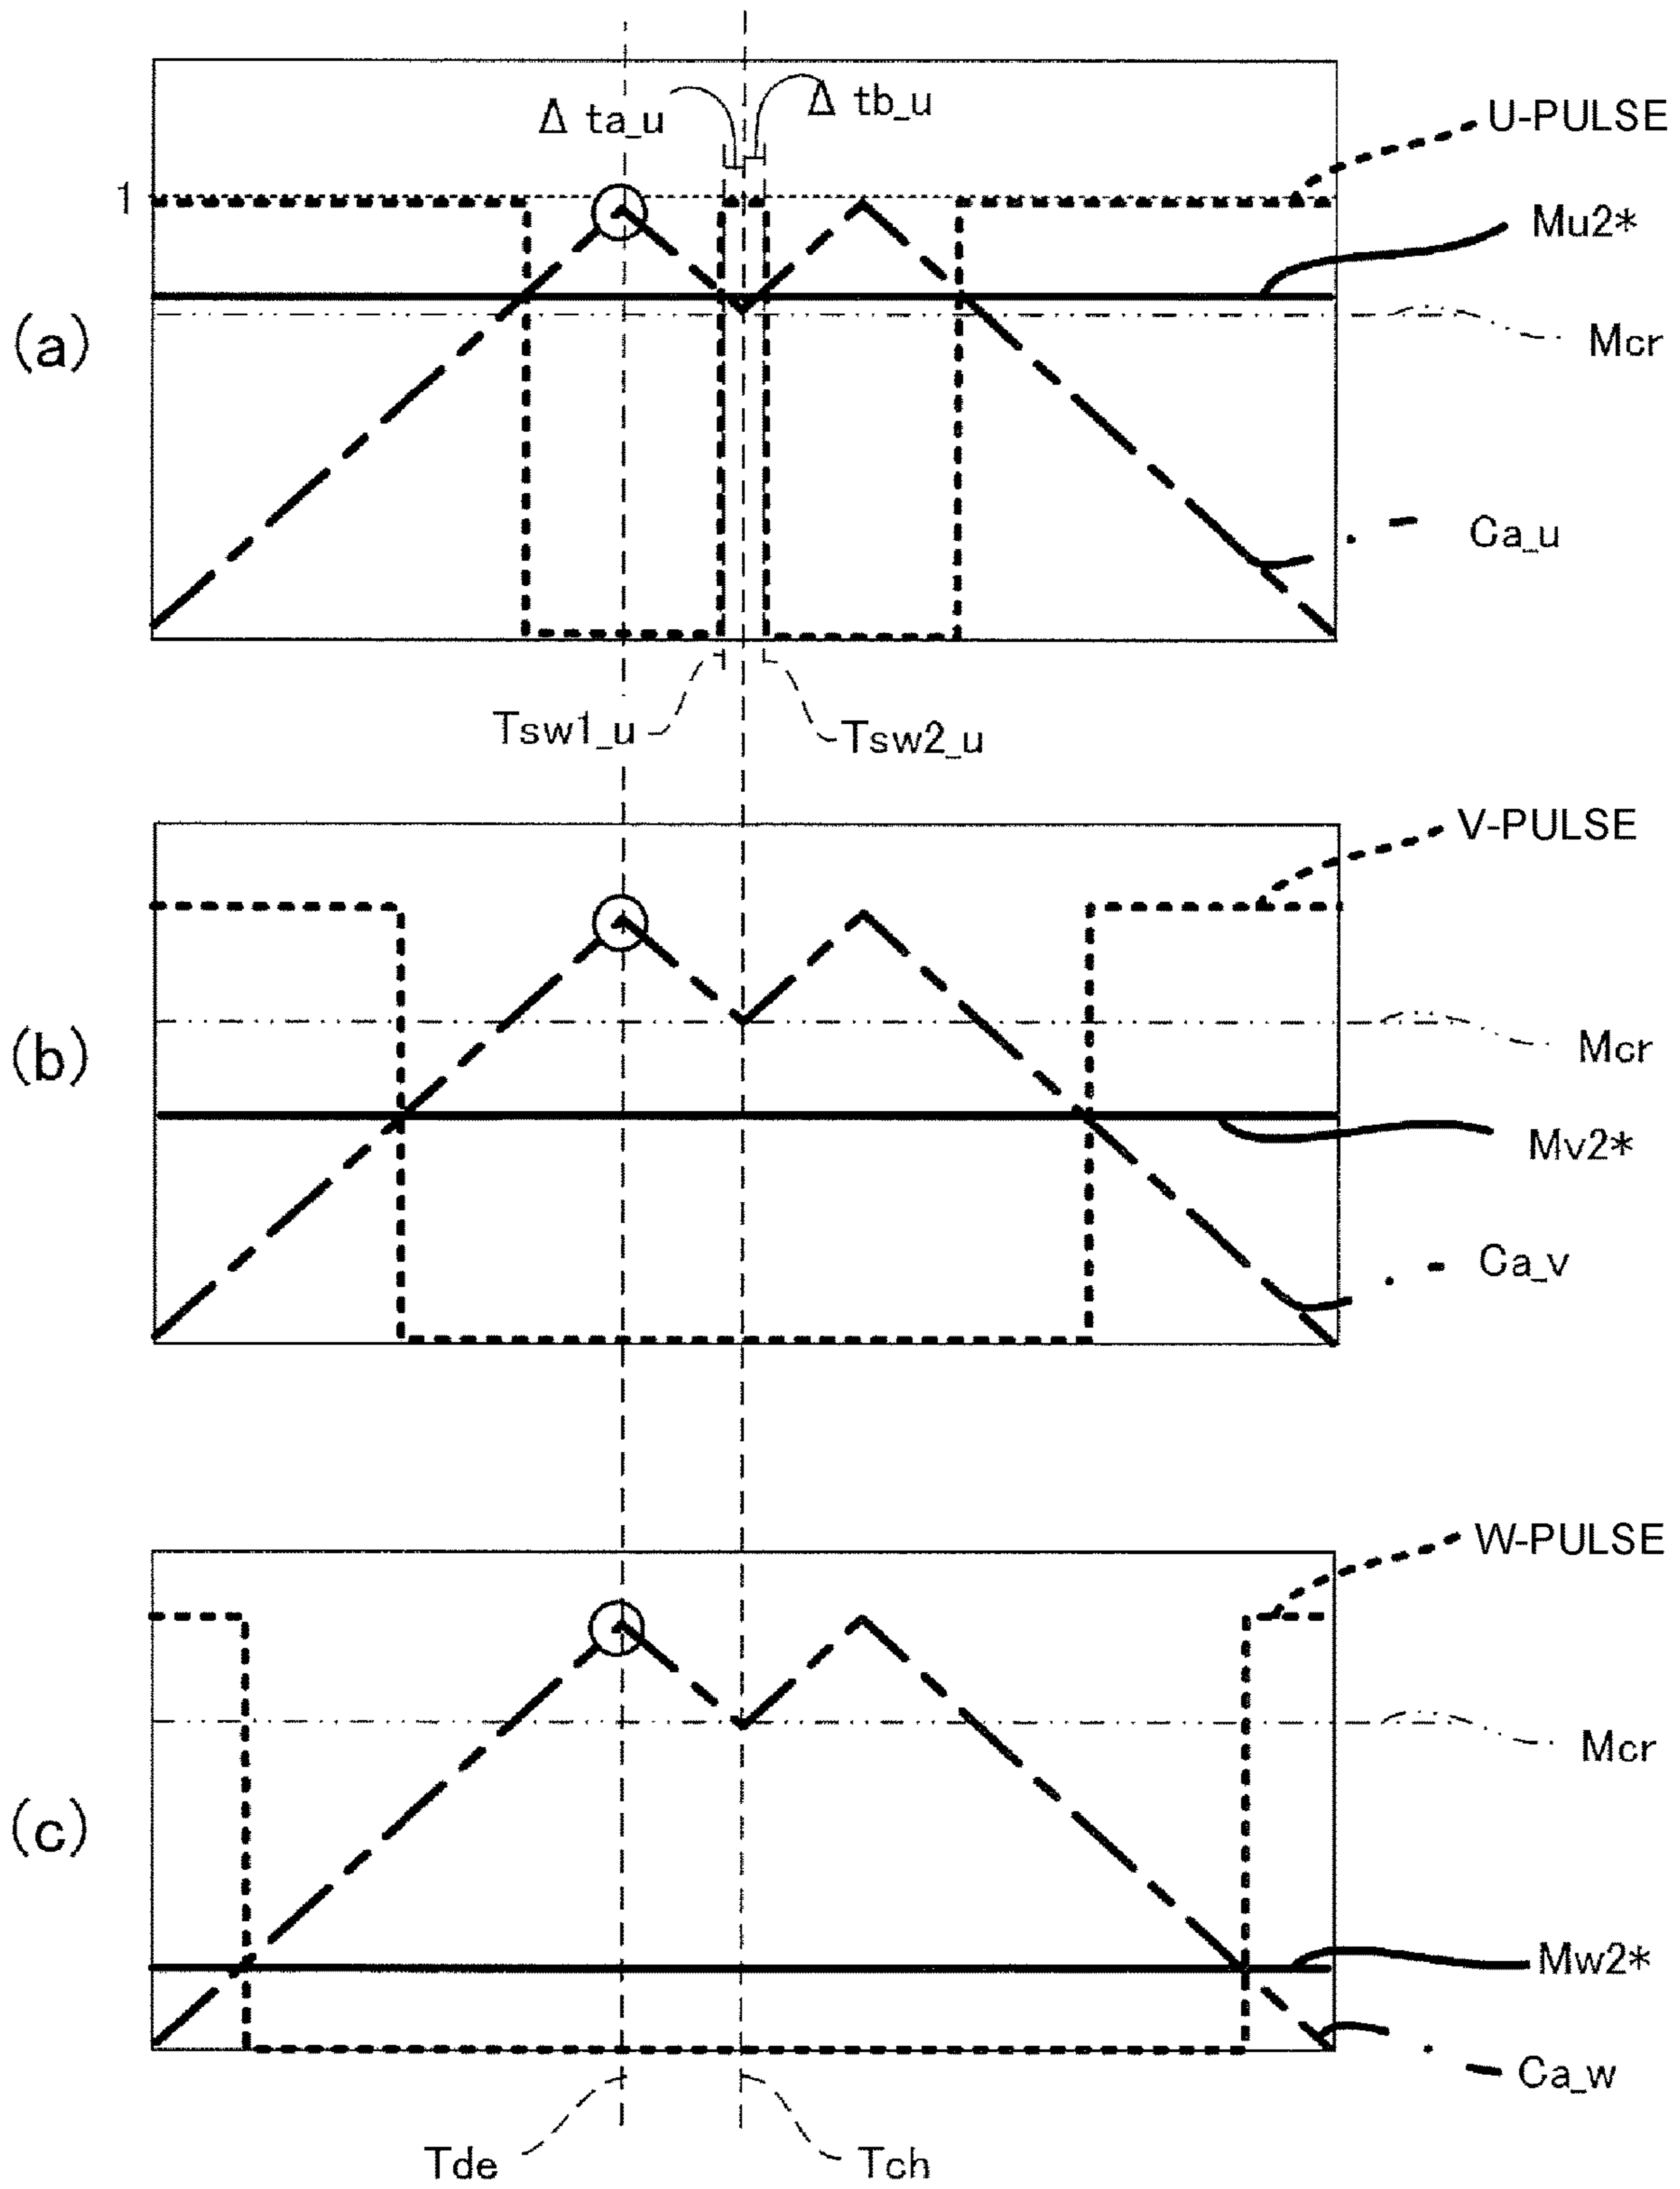 Δ ta_u
Δ tb_u
U-PULSE
1
Mu2*
(a)
Mcr
Ca_u
Tsw1_u
Tsw2_u
V-PULSE
(b)
Mcr
Mv2*
Ca_v
W-PULSE
Mcr
(c)
Mw2*
Ca_w
Tde
Tch